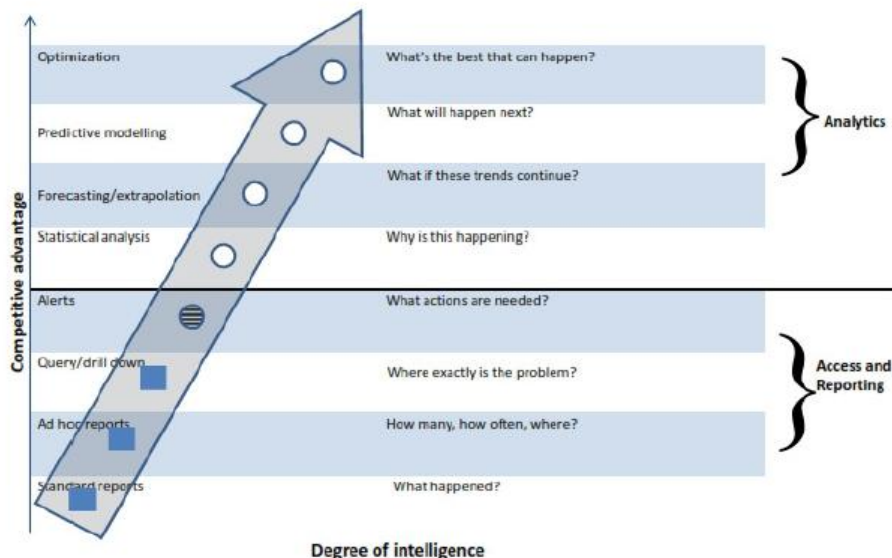 Optimization
What's the best that can happen?
What will happen next?
Analytics
Predictive modelling
What if these trends continue?
Forecasting/extrapolation
Statistical analysis
Why is this happening?
Competitive advantage
Alerts
What actions are needed?
Query/drill down
Where exactly is the problem?
Access and
Reporting
Ad hoc reports
How many, how often, where?
Standard reports
What happened?
Degree of intelligence